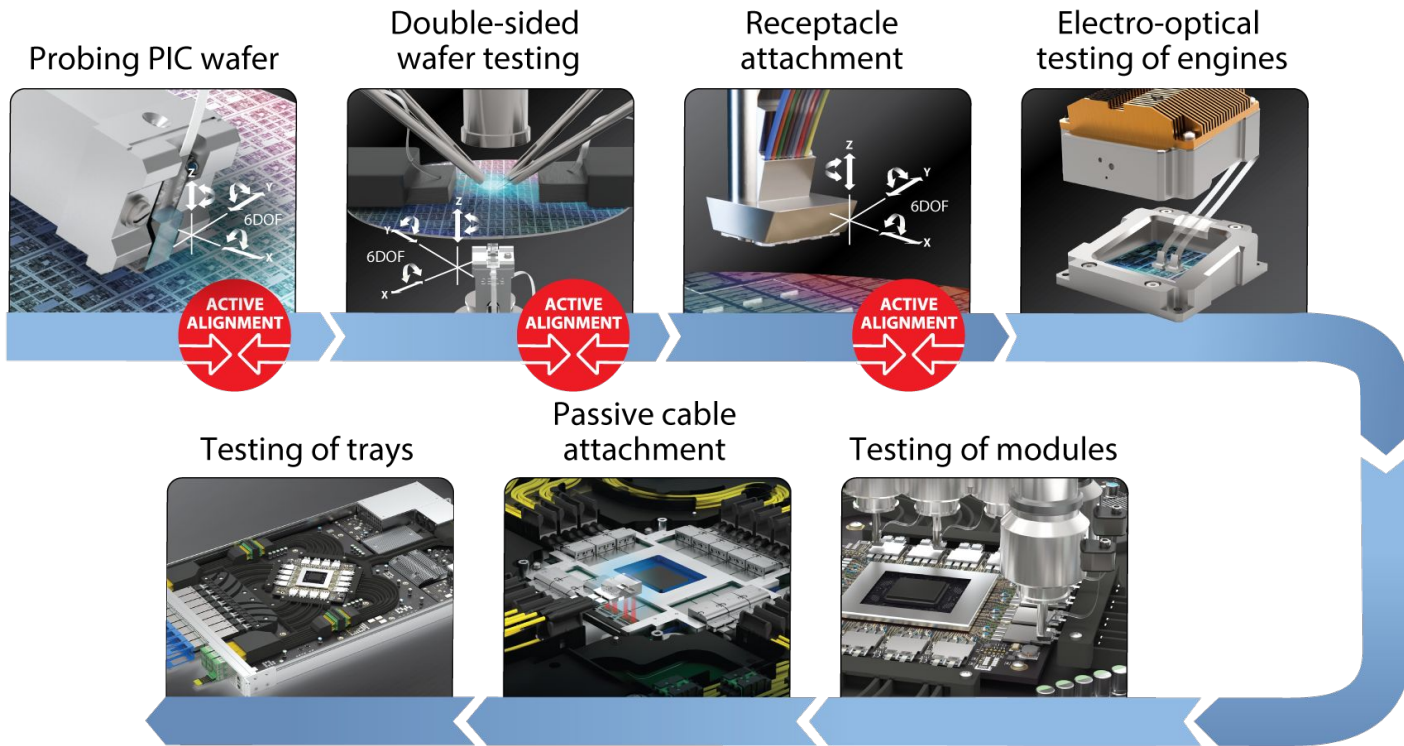 Probing PIC wafer
Double-sided
wafer testing
Receptacle
attachment
Electro-optical
testing of engines
Z
Y
6DOF
X
Z
Y
6DOF
X
Z
Y
6DOF
X
ACTIVE
ALIGNMENT
ACTIVE
ALIGNMENT
ACTIVE
ALIGNMENT
Testing of trays
Passive cable
attachment
Testing of modules